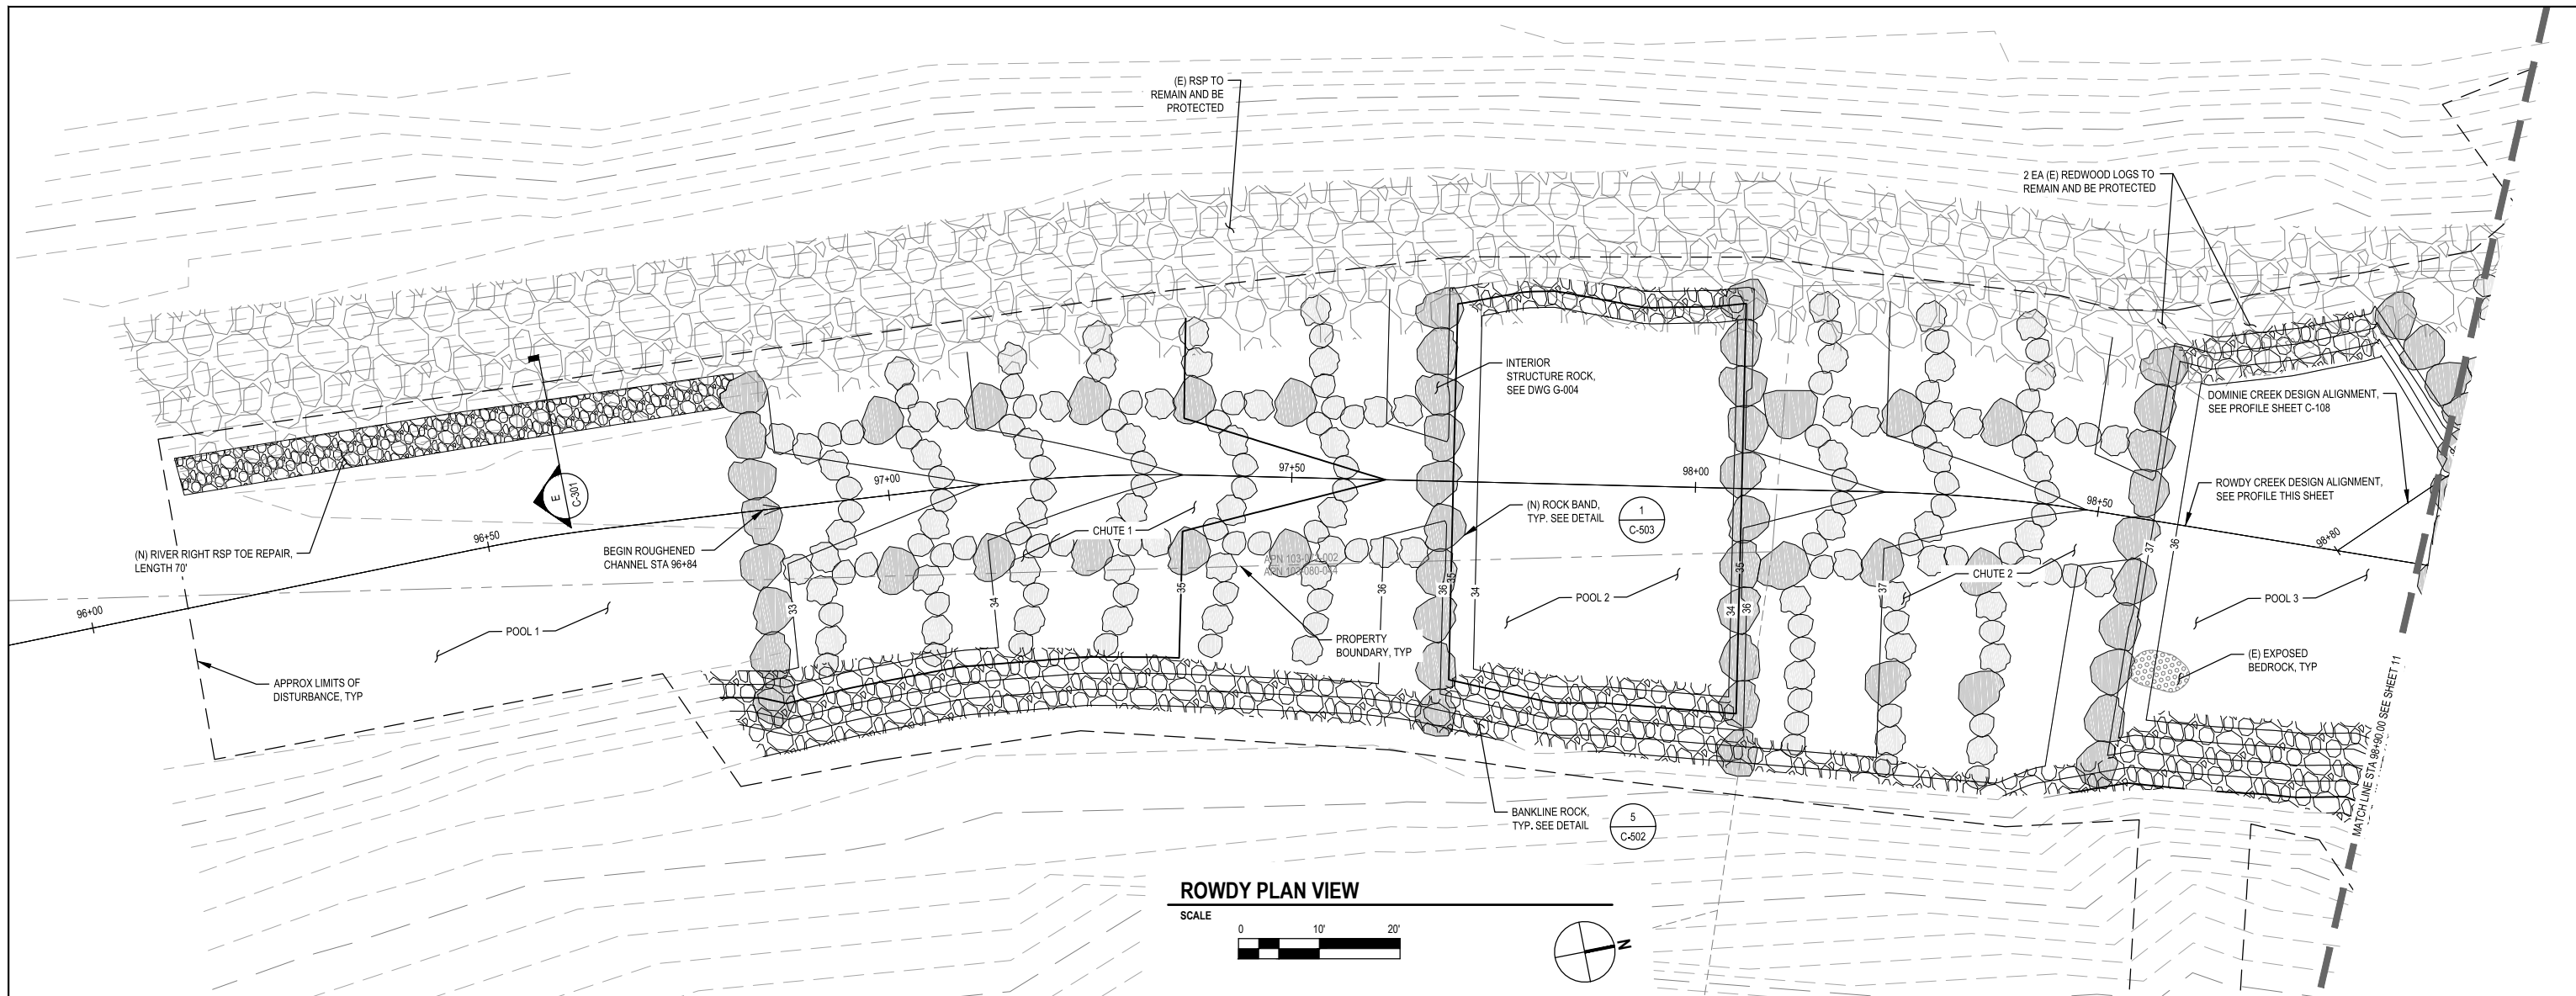 (E) RSP TO
REMAIN AND BE
PROTECTED
2 EA (E) REDWOOD LOGS TO
REMAIN AND BE PROTECTED
INTERIOR
STRUCTURE ROCK,
SEE DWG G-004
DOMINIE CREEK DESIGN ALIGNMENT,
SEE PROFILE SHEET C-108
E
C-301
97+00
97+50
98+00
98+50
98+80
ROWDY CREEK DESIGN ALIGNMENT,
SEE PROFILE THIS SHEET
(N) ROCK BAND,
TYP. SEE DETAIL
1
C-503
96+50
(N) RIVER RIGHT RSP TOE REPAIR,
LENGTH 70'
BEGIN ROUGHENED
CHANNEL STA 96+84
CHUTE 1
CHUTE 2
APN 103-080-044
96+00
33
34
35
36
36
35
34
34
35
36
37
37
36
POOL 1
POOL 2
POOL 3
PROPERTY
BOUNDARY, TYP
(E) EXPOSED
BEDROCK, TYP
APPROX LIMITS OF
DISTURBANCE, TYP
MATCH LINE STA 98+90.00 SEE SHEET 11
BANKLINE ROCK,
TYP. SEE DETAIL
5
C-502
ROWDY PLAN VIEW
SCALE
0 10' 20'
N